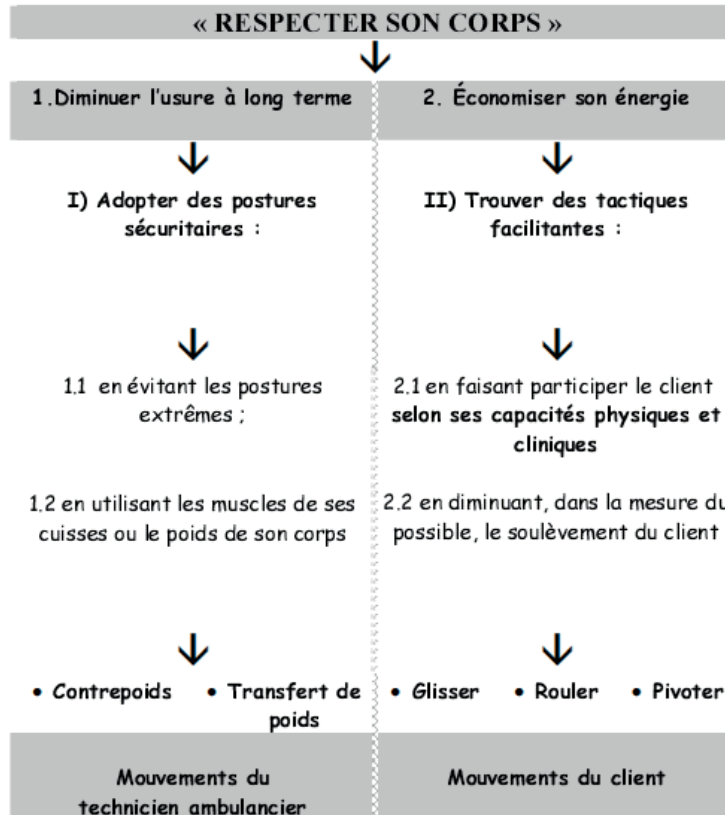 « RESPECTER SON CORPS »
1.Diminuer l'usure à long terme
I) Adopter des postures
sécuritaires :
1.1 en évitant les postures
extrêmes ;
1.2 en utilisant les muscles de ses
cuisses ou le poids de son corps
• Contrepoids • Transfert de
poids
Mouvements du
technicien ambulancier
2. Économiser son énergie
II) Trouver des tactiques
facilitantes :
2.1 en faisant participer le client
selon ses capacités physiques et
cliniques
2.2 en diminuant, dans la mesure du
possible, le soulèvement du client
• Glisser • Rouler • Pivoter
Mouvements du client